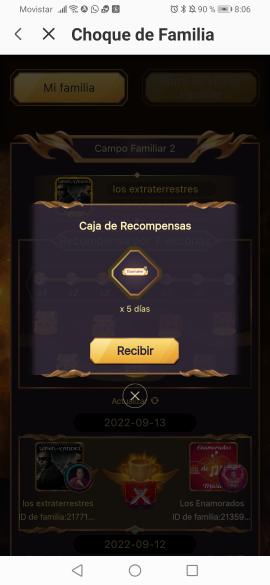 Movistar 90 % 8:06
Choque de Familia
Mi familia
Campo Familiar 2
los extraterrestres
Caja de Recompensas
x 5 días
Recibir
Actualizar
2022-09-13
los extraterrestres
ID de familia:21771...
Enamorados
Los Enamorados
ID de familia:21359...
2022-09-12